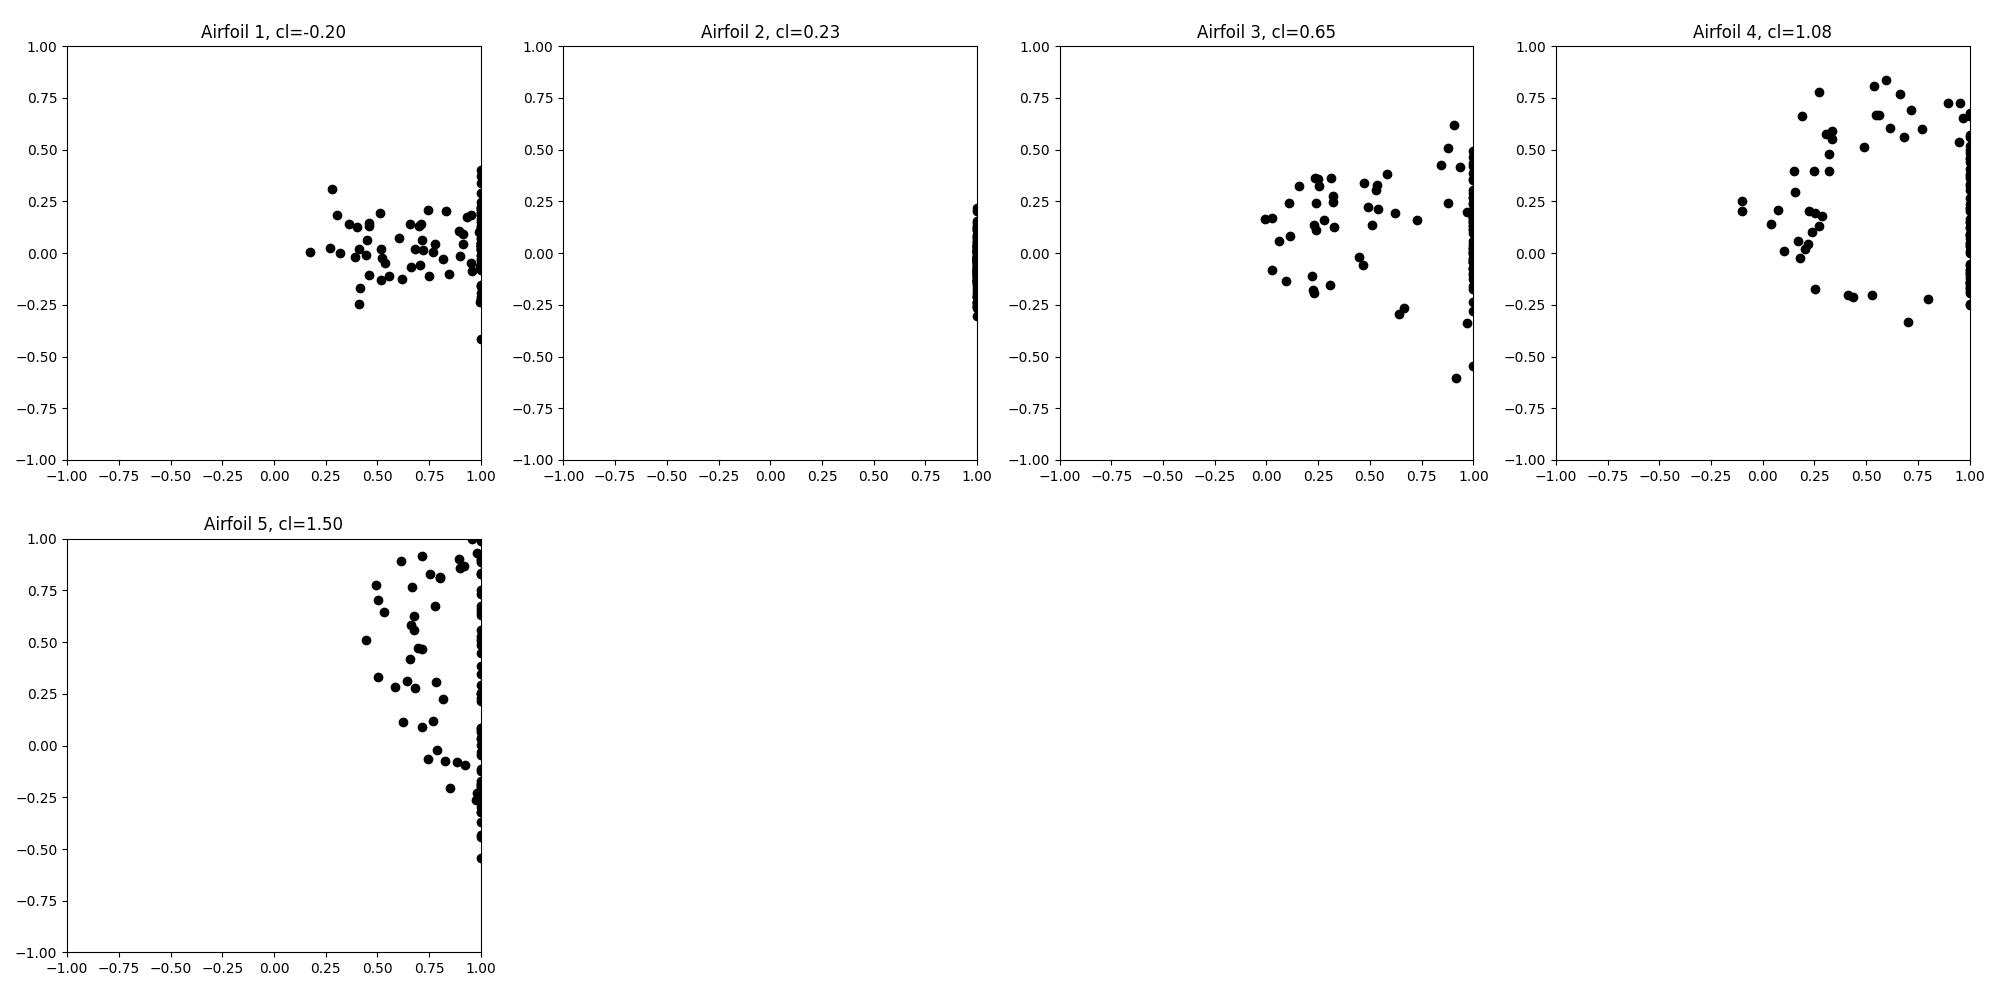 Airfoil 1, cl=-0.20
Airfoil 2, cl=0.23
Airfoil 3, cl=0.65
Airfoil 4, cl=1.08
1.00 1.00 1.00 1.00
0.75 0.75 0.75 0.75
0.50 0.50 0.50 0.50
0.25 0.25 0.25 0.25
0.00 0.00 0.00 0.00
−0.25 −0.25 −0.25 −0.25
−0.50 −0.50 −0.50 −0.50
−0.75 −0.75 −0.75 −0.75
−1.00 −1.00 −1.00 −1.00
−1.00 −0.75 −0.50 −0.25 0.00 0.25 0.50 0.75 1.00
−1.00 −0.75 −0.50 −0.25 0.00 0.25 0.50 0.75 1.00
−1.00 −0.75 −0.50 −0.25 0.00 0.25 0.50 0.75 1.00
−1.00 −0.75 −0.50 −0.25 0.00 0.25 0.50 0.75 1.00
Airfoil 5, cl=1.50
1.00
0.75
0.50
0.25
0.00
−0.25
−0.50
−0.75
−1.00
−1.00 −0.75 −0.50 −0.25 0.00 0.25 0.50 0.75 1.00